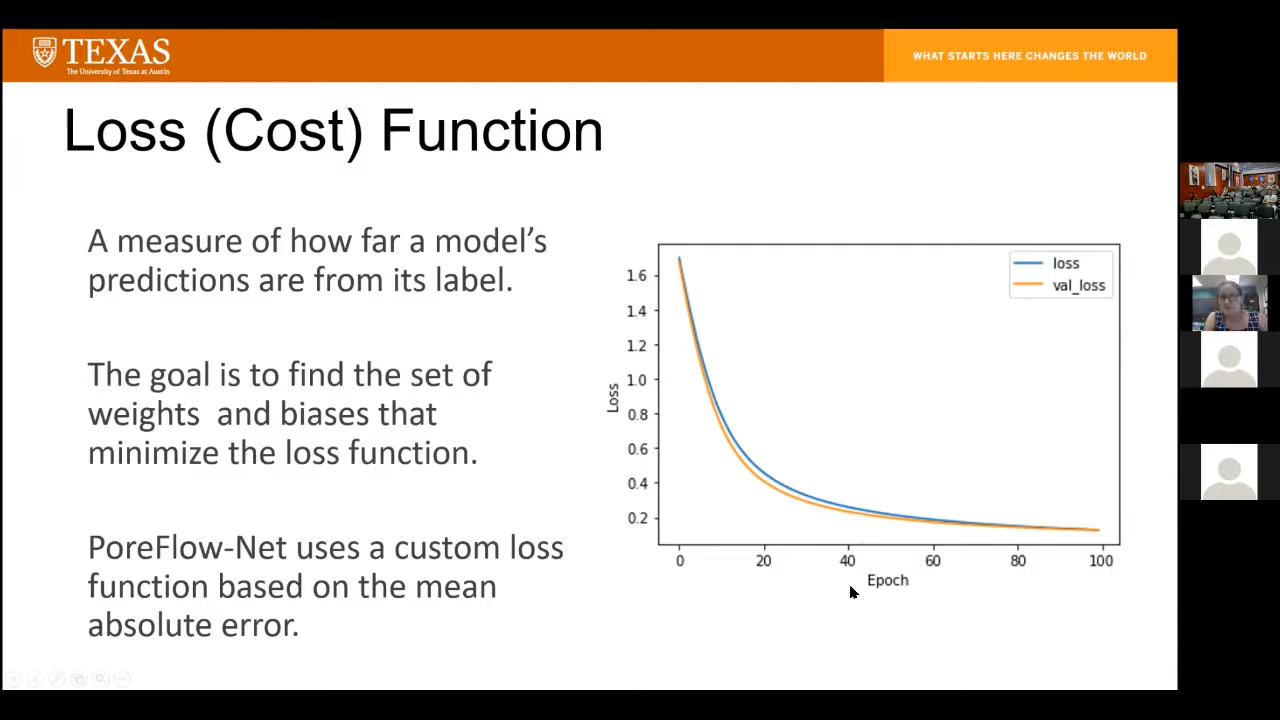 TEXAS
The University of Texas at Austin
WHAT STARTS HERE CHANGES THE WORLD
Loss (Cost) Function
A measure of how far a model’s
predictions are from its label.
The goal is to find the set of
weights and biases that
minimize the loss function.
PoreFlow-Net uses a custom loss
function based on the mean
absolute error.
loss
val_loss
1.6
1.4
1.2
1.0
0.8
0.6
0.4
0.2
Loss
0 20 40 60 80 100
Epoch